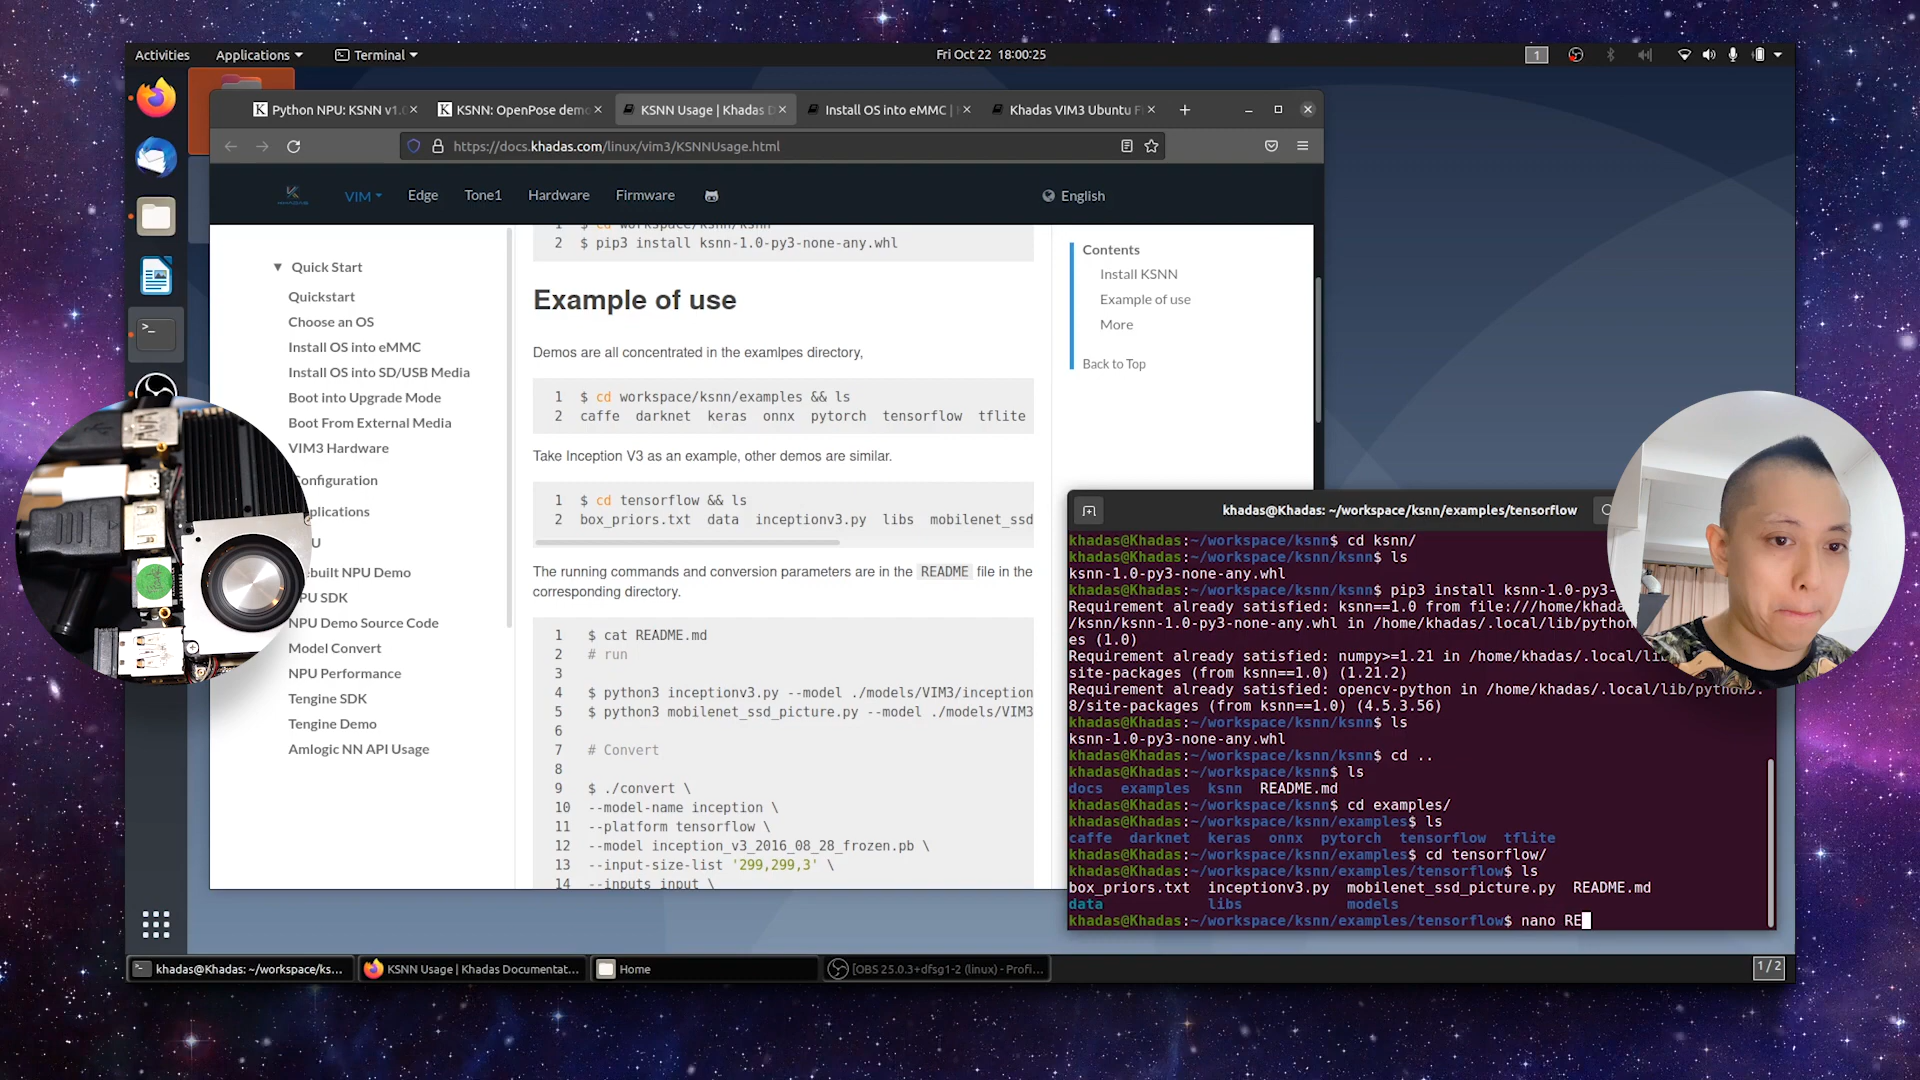 Activities Applications Terminal Fri Oct 22 18:00:25 1
Python NPU: KSNN v1.0 KSNN: OpenPose demo KSNN Usage | Khadas D Install OS into eMMC | Khadas VIM3 Ubuntu F
https://docs.khadas.com/linux/vim3/KSNNUsage.html
VIM Edge Tone1 Hardware Firmware English
Quick Start
Quickstart
Choose an OS
Install OS into eMMC
Install OS into SD/USB Media
Boot into Upgrade Mode
Boot From External Media
VIM3 Hardware
onfiguration
plications
U
ebuilt NPU Demo
PU SDK
NPU Demo Source Code
Model Convert
NPU Performance
Tengine SDK
Tengine Demo
Amlogic NN API Usage
1 $ cd workspace/ksnn/ksnn
2 $ pip3 install ksnn-1.0-py3-none-any.whl
Example of use
Demos are all concentrated in the examlpes directory,
1 $ cd workspace/ksnn/examples && ls
2 caffe darknet keras onnx pytorch tensorflow tflite
Take Inception V3 as an example, other demos are similar.
1 $ cd tensorflow && ls
2 box_priors.txt data inceptionv3.py libs mobilenet_ssd
The running commands and conversion parameters are in the README file in the
corresponding directory.
1 $ cat README.md
2 # run
3
4 $ python3 inceptionv3.py --model ./models/VIM3/inception
5 $ python3 mobilenet_ssd_picture.py --model ./models/VIM3
6
7 # Convert
8
9 $ ./convert \
10 --model-name inception \
11 --platform tensorflow \
12 --model inception_v3_2016_08_28_frozen.pb \
13 --input-size-list '299,299,3' \
14 --inputs input \
Contents
Install KSNN
Example of use
More
Back to Top
khadas@Khadas: ~/workspace/ksnn/examples/tensorflow
khadas@Khadas:~/workspace/ksnn$ cd ksnn/
khadas@Khadas:~/workspace/ksnn/ksnn$ ls
ksnn-1.0-py3-none-any.whl
khadas@Khadas:~/workspace/ksnn/ksnn$ pip3 install ksnn-1.0-py3-
Requirement already satisfied: ksnn==1.0 from file:///home/khada
/ksnn/ksnn-1.0-py3-none-any.whl in /home/khadas/.local/lib/python
es (1.0)
Requirement already satisfied: numpy>=1.21 in /home/khadas/.local/li
site-packages (from ksnn==1.0) (1.21.2)
Requirement already satisfied: opencv-python in /home/khadas/.local/lib/python3.
8/site-packages (from ksnn==1.0) (4.5.3.56)
khadas@Khadas:~/workspace/ksnn/ksnn$ ls
ksnn-1.0-py3-none-any.whl
khadas@Khadas:~/workspace/ksnn/ksnn$ cd ..
khadas@Khadas:~/workspace/ksnn$ ls
docs examples ksnn README.md
khadas@Khadas:~/workspace/ksnn$ cd examples/
khadas@Khadas:~/workspace/ksnn/examples$ ls
caffe darknet keras onnx pytorch tensorflow tflite
khadas@Khadas:~/workspace/ksnn/examples$ cd tensorflow/
khadas@Khadas:~/workspace/ksnn/examples/tensorflow$ ls
box_priors.txt inceptionv3.py mobilenet_ssd_picture.py README.md
data libs models
khadas@Khadas:~/workspace/ksnn/examples/tensorflow$ nano RE
khadas@Khadas: ~/workspace/ks... KSNN Usage | Khadas Documentat... Home [OBS 25.0.3+dfsg1-2 (linux) - Profi... 1 / 2